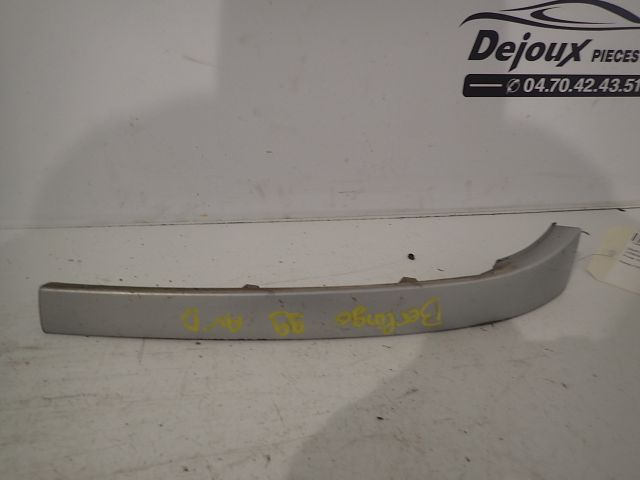 Dejoux PIECES
04.70.42.43.51
Berlingo 99 AVD